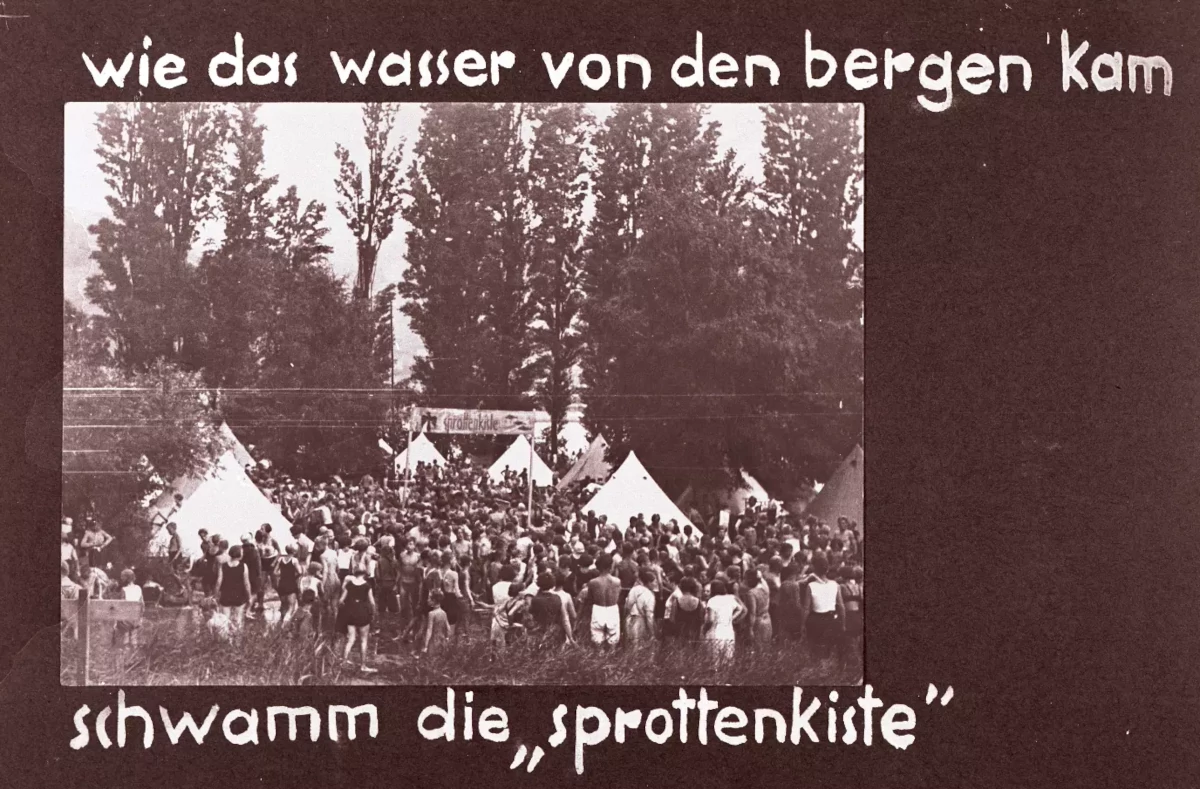 wie das wasser von den bergen kam
sprottenkiste
schwamm die „sprottenkiste"